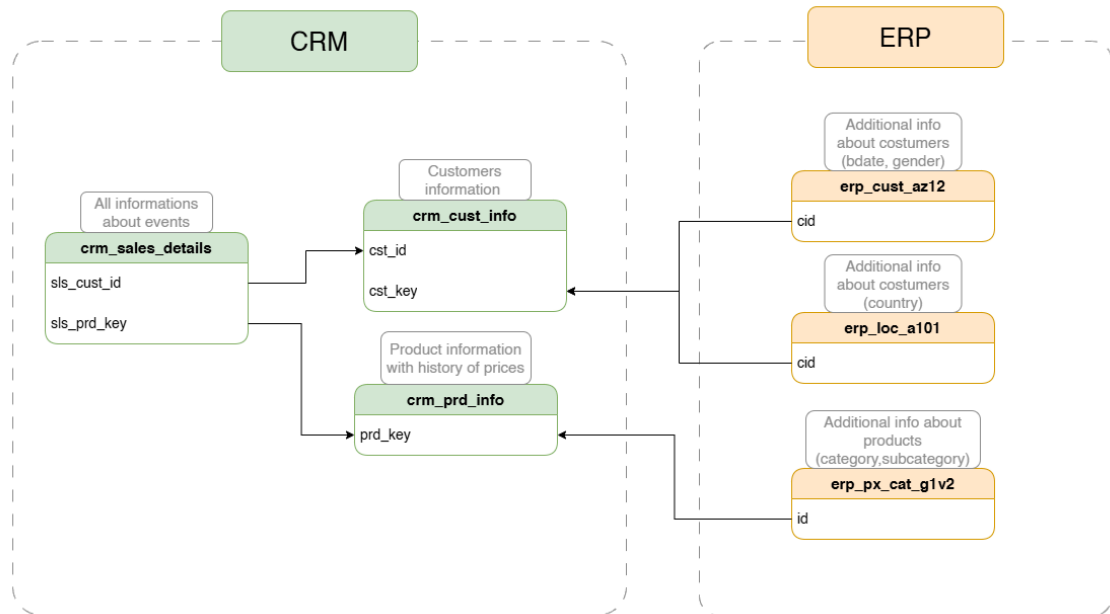 CRM
All informations
about events
crm_sales_details
sls_cust_id
sls_prd_key
Customers
information
crm_cust_info
cst_id
cst_key
Product information
with history of prices
crm_prd_info
prd_key
ERP
Additional info
about costumers
(bdate, gender)
erp_cust_az12
cid
Additional info
about costumers
(country)
erp_loc_a101
cid
Additional info about
products
(category,subcategory)
erp_px_cat_g1v2
id